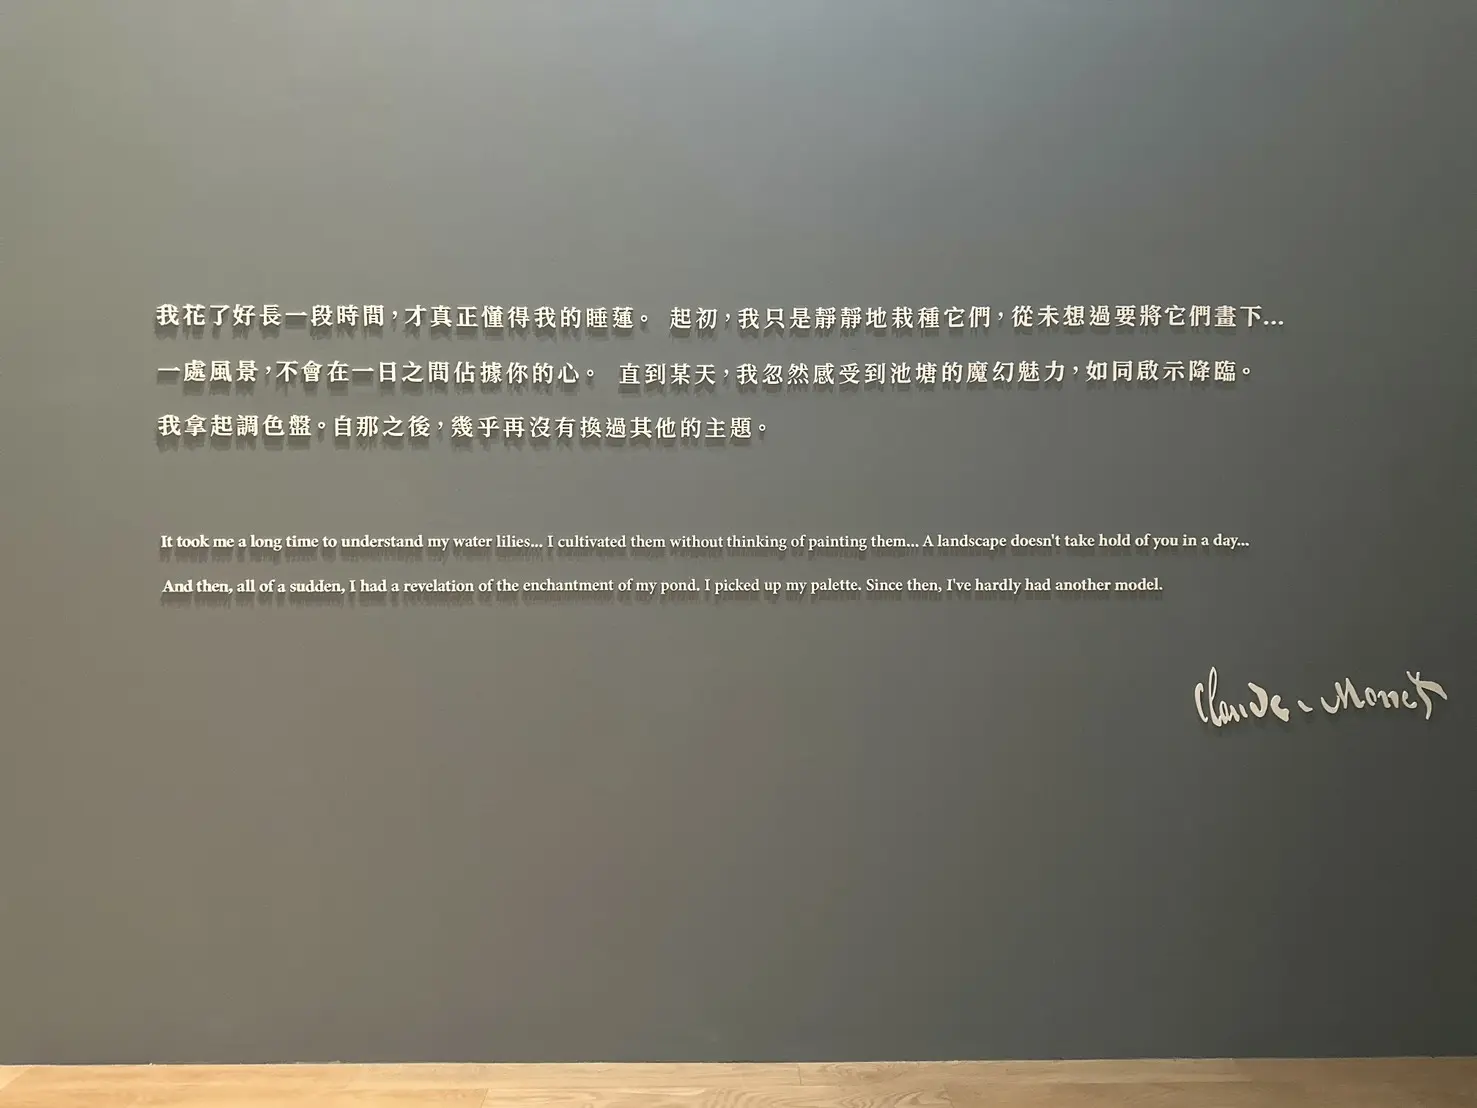 我花了好長一段時間，才真正懂得我的睡蓮。 起初，我只是靜靜地栽種它們，從未想過要將它們畫下...
一處風景，不會在一日之間佔據你的心。 直到某天，我忽然感受到池塘的魔幻魅力，如同啟示降臨。
我拿起調色盤。自那之後，幾乎再沒有換過其他的主題。
It took me a long time to understand my water lilies... I cultivated them without thinking of painting them... A landscape doesn't take hold of you in a day...
And then, all of a sudden, I had a revelation of the enchantment of my pond. I picked up my palette. Since then, I've hardly had another model.
Claude Monet